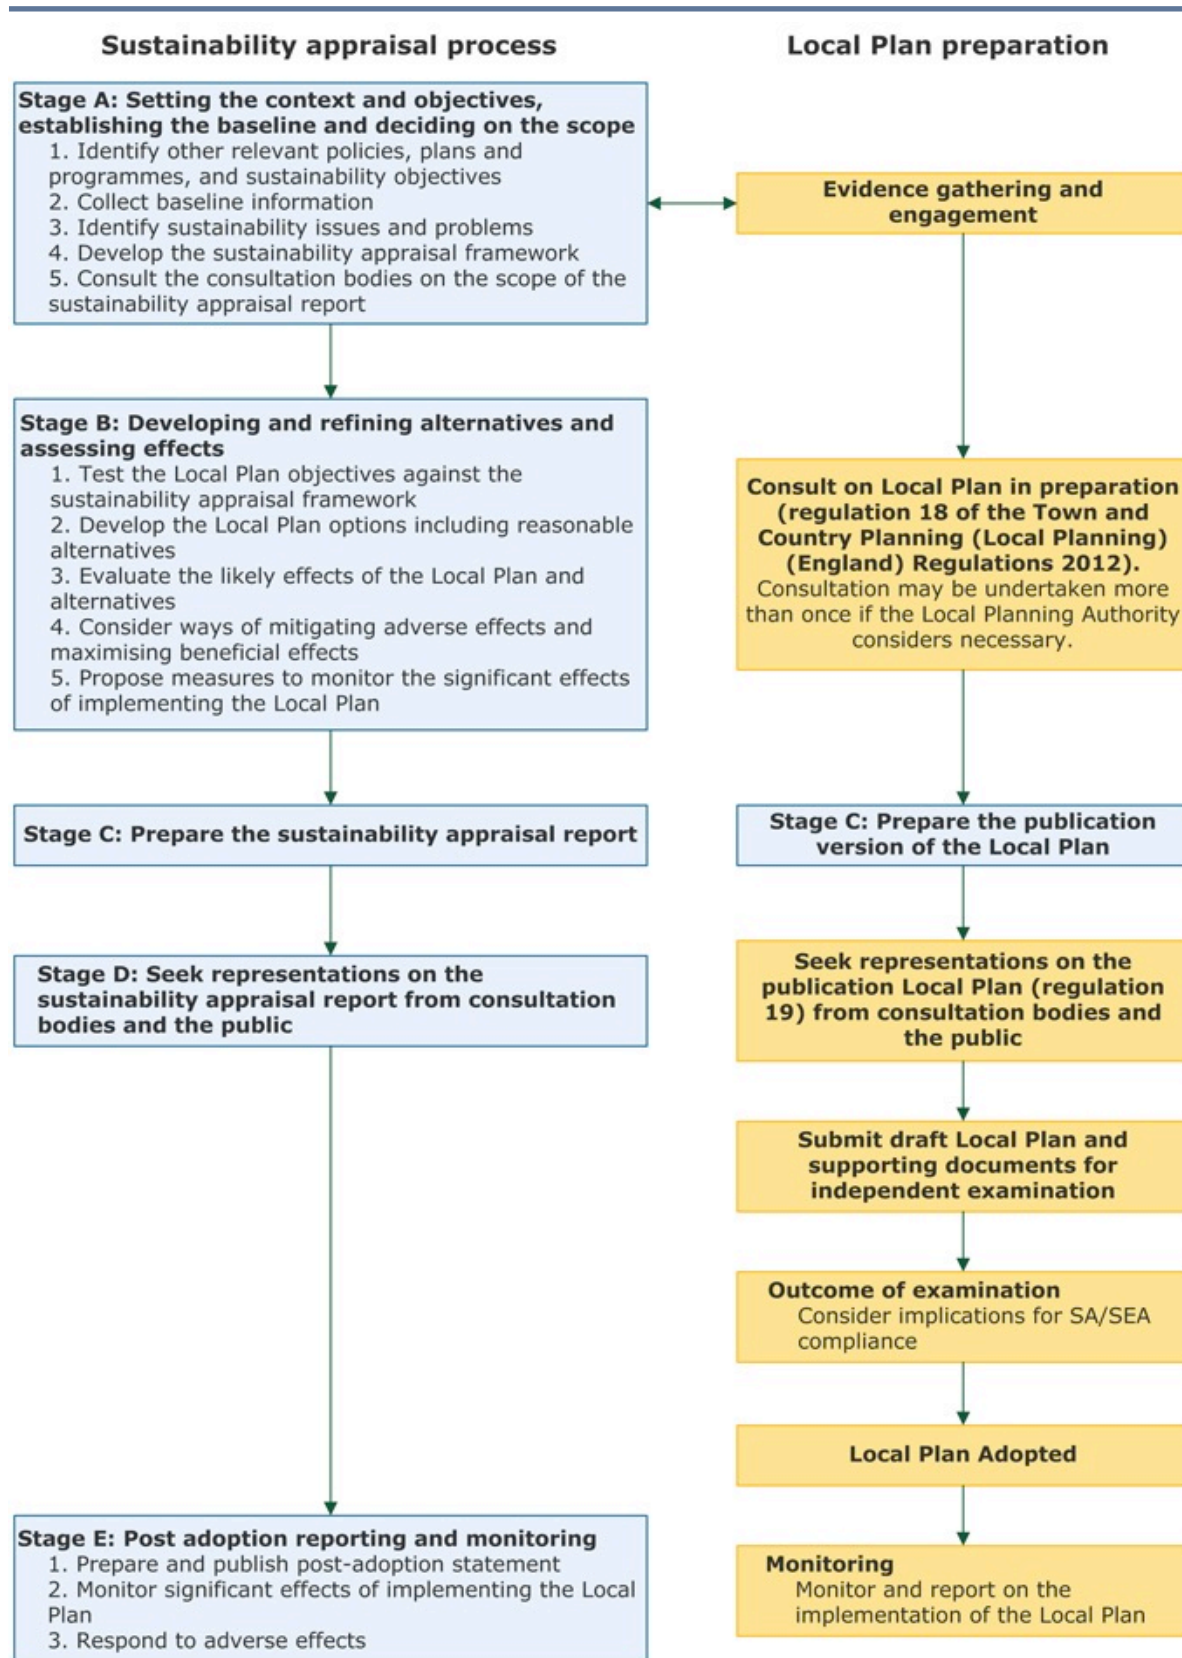 Sustainability appraisal process
Local Plan preparation
Stage A: Setting the context and objectives,
establishing the baseline and deciding on the scope
1. Identify other relevant policies, plans and
programmes, and sustainability objectives
2. Collect baseline information
3. Identify sustainability issues and problems
4. Develop the sustainability appraisal framework
5. Consult the consultation bodies on the scope of the
sustainability appraisal report
Evidence gathering and
engagement
Stage B: Developing and refining alternatives and
assessing effects
1. Test the Local Plan objectives against the
sustainability appraisal framework
2. Develop the Local Plan options including reasonable
alternatives
3. Evaluate the likely effects of the Local Plan and
alternatives
4. Consider ways of mitigating adverse effects and
maximising beneficial effects
5. Propose measures to monitor the significant effects
of implementing the Local Plan
Consult on Local Plan in preparation
(regulation 18 of the Town and
Country Planning (Local Planning)
(England) Regulations 2012).
Consultation may be undertaken more
than once if the Local Planning Authority
considers necessary.
Stage C: Prepare the sustainability appraisal report
Stage C: Prepare the publication
version of the Local Plan
Stage D: Seek representations on the
sustainability appraisal report from consultation
bodies and the public
Seek representations on the
publication Local Plan (regulation
19) from consultation bodies and
the public
Submit draft Local Plan and
supporting documents for
independent examination
Outcome of examination
Consider implications for SA/SEA
compliance
Local Plan Adopted
Stage E: Post adoption reporting and monitoring
1. Prepare and publish post-adoption statement
2. Monitor significant effects of implementing the Local
Plan
3. Respond to adverse effects
Monitoring
Monitor and report on the
implementation of the Local Plan